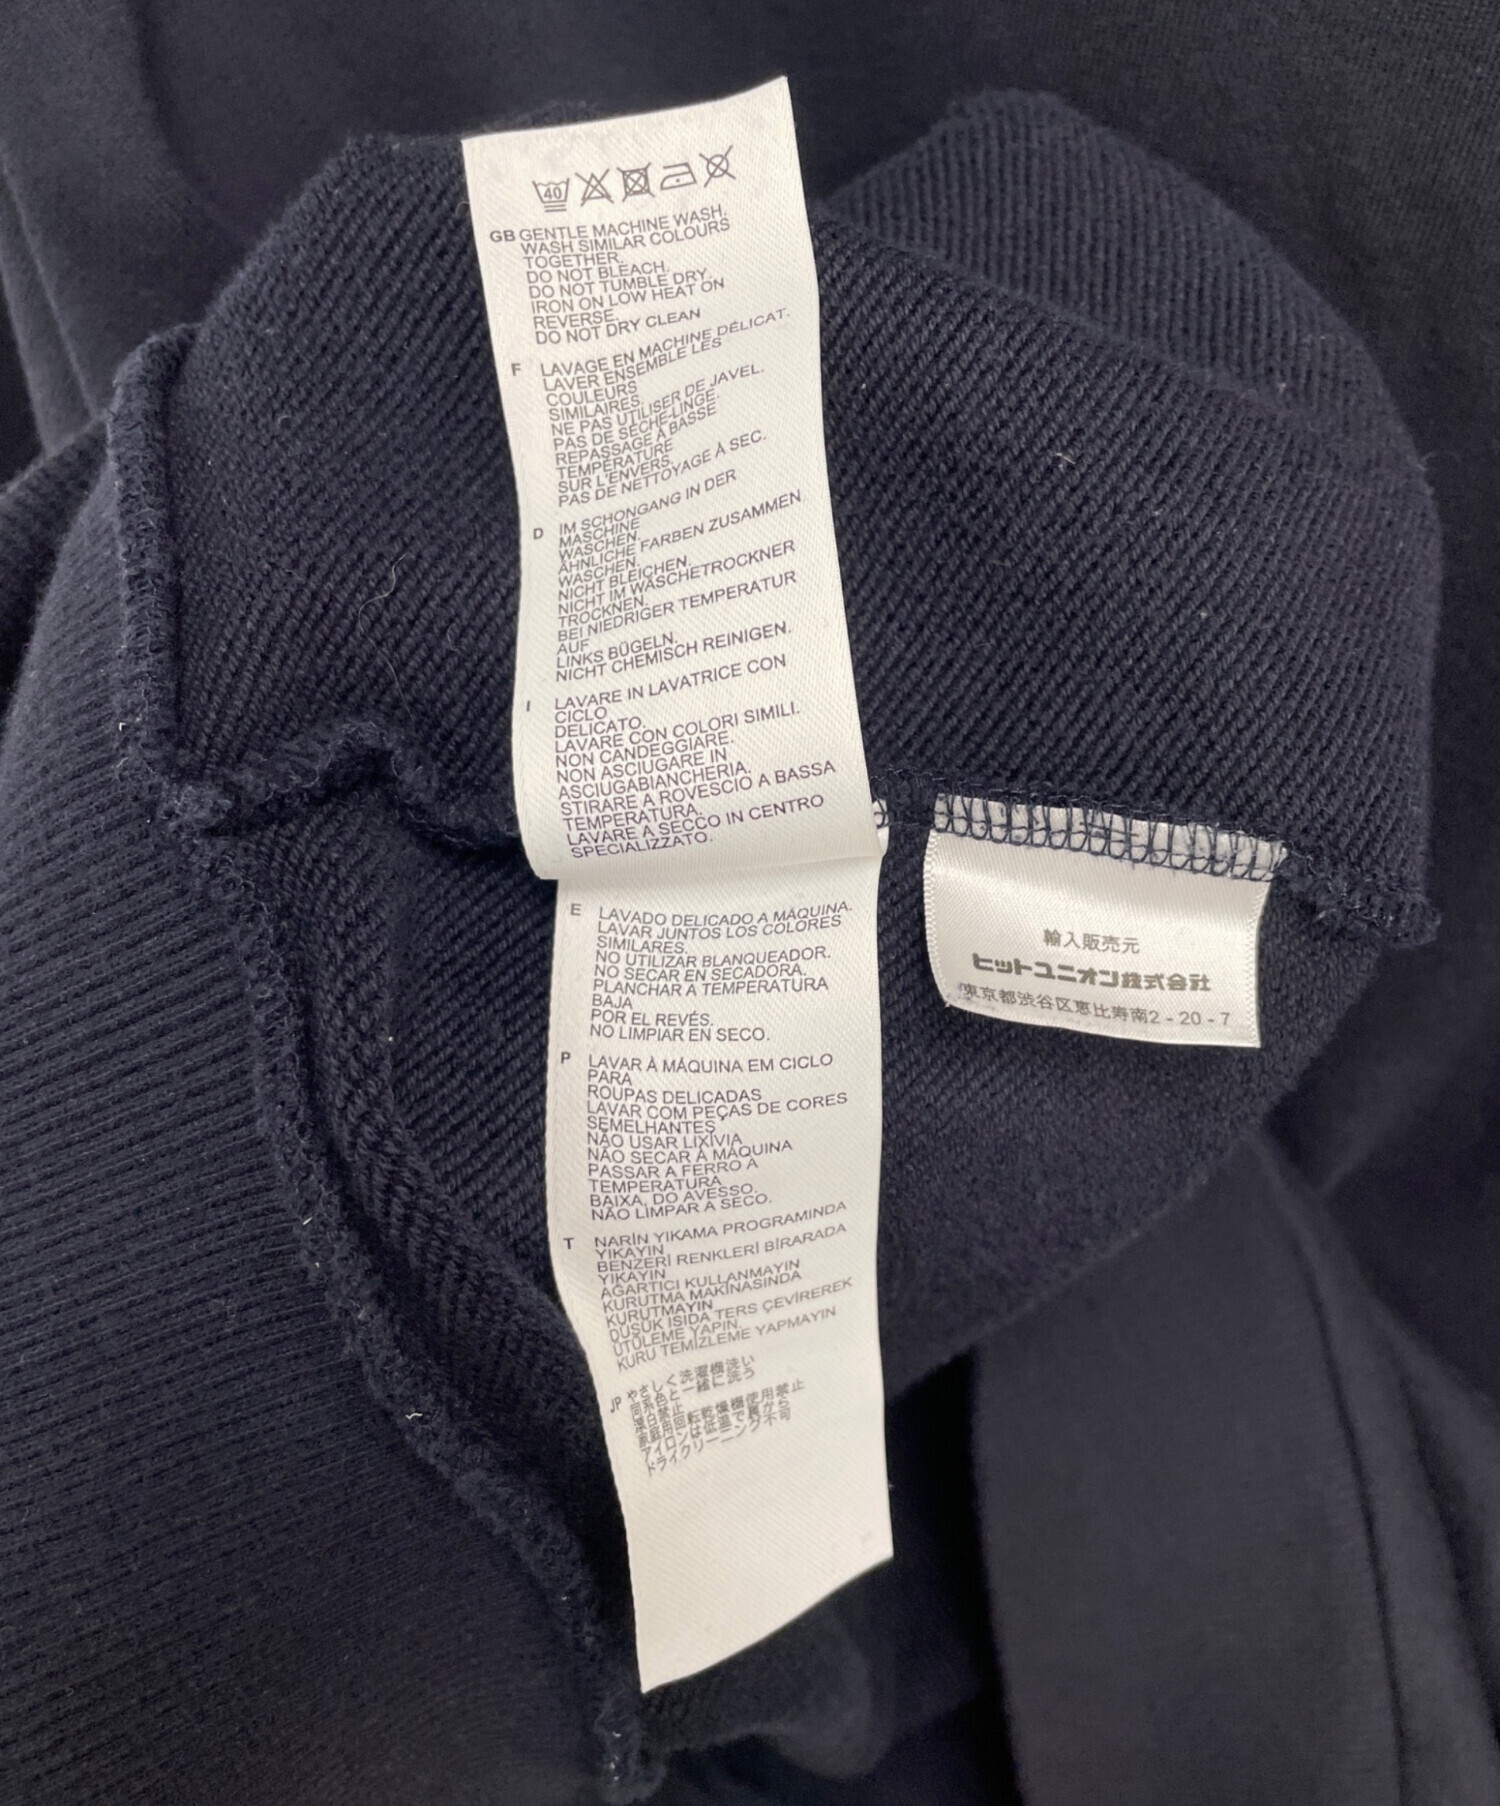 40
GB GENTLE MACHINE WASH.
WASH SIMILAR COLOURS
TOGETHER.
DO NOT BLEACH.
DO NOT TUMBLE DRY.
IRON ON LOW HEAT ON
REVERSE.
DO NOT DRY CLEAN
F LAVAGE EN MACHINE DÉLICAT.
LAVER ENSEMBLE LES
COULEURS
SIMILAIRES.
NE PAS UTILISER DE JAVEL.
PAS DE SÈCHE-LINGE.
REPASSAGE À BASSE
TEMPÉRATURE
SUR L'ENVERS.
PAS DE NETTOYAGE À SEC.
D IM SCHONGANG IN DER
MASCHINE
WASCHEN.
ÄHNLICHE FARBEN ZUSAMMEN
WASCHEN.
NICHT BLEICHEN.
NICHT IM WÄSCHETROCKNER
TROCKNEN.
BEI NIEDRIGER TEMPERATUR
AUF
LINKS BÜGELN.
NICHT CHEMISCH REINIGEN.
I LAVARE IN LAVATRICE CON
CICLO
DELICATO.
LAVARE CON COLORI SIMILI.
NON CANDEGGIARE.
NON ASCIUGARE IN
ASCIUGABIANCHERIA.
STIRARE A ROVESCIO A BASSA
TEMPERATURA.
LAVARE A SECCO IN CENTRO
SPECIALIZZATO.
E LAVADO DELICADO A MÁQUINA.
LAVAR JUNTOS LOS COLORES
SIMILARES.
NO UTILIZAR BLANQUEADOR.
NO SECAR EN SECADORA.
PLANCHAR A TEMPERATURA
BAJA
POR EL REVÉS.
NO LIMPIAR EN SECO.
P LAVAR À MÁQUINA EM CICLO
PARA
ROUPAS DELICADAS
LAVAR COM PEÇAS DE CORES
SEMELHANTES
NÃO USAR LIXÍVIA
NÃO SECAR À MÁQUINA
PASSAR A FERRO A
TEMPERATURA
BAIXA, DO AVESSO.
NÃO LIMPAR A SECO.
T NARİN YIKAMA PROGRAMINDA
YIKAYIN
BENZERİ RENKLERİ BİRARADA
YIKAYIN
AĞARTICI KULLANMAYIN
KURUTMA MAKİNASINDA
KURUTMAYIN
DÜŞÜK ISIDA TERS ÇEVİREREK
ÜTÜLEME YAPIN.
KURU TEMİZLEME YAPMAYIN
JP やさしく洗濯機洗い
ドライクリーニング
輸入販売元
ヒットユニオン株式会社
東京都渋谷区恵比寿南2-20-7